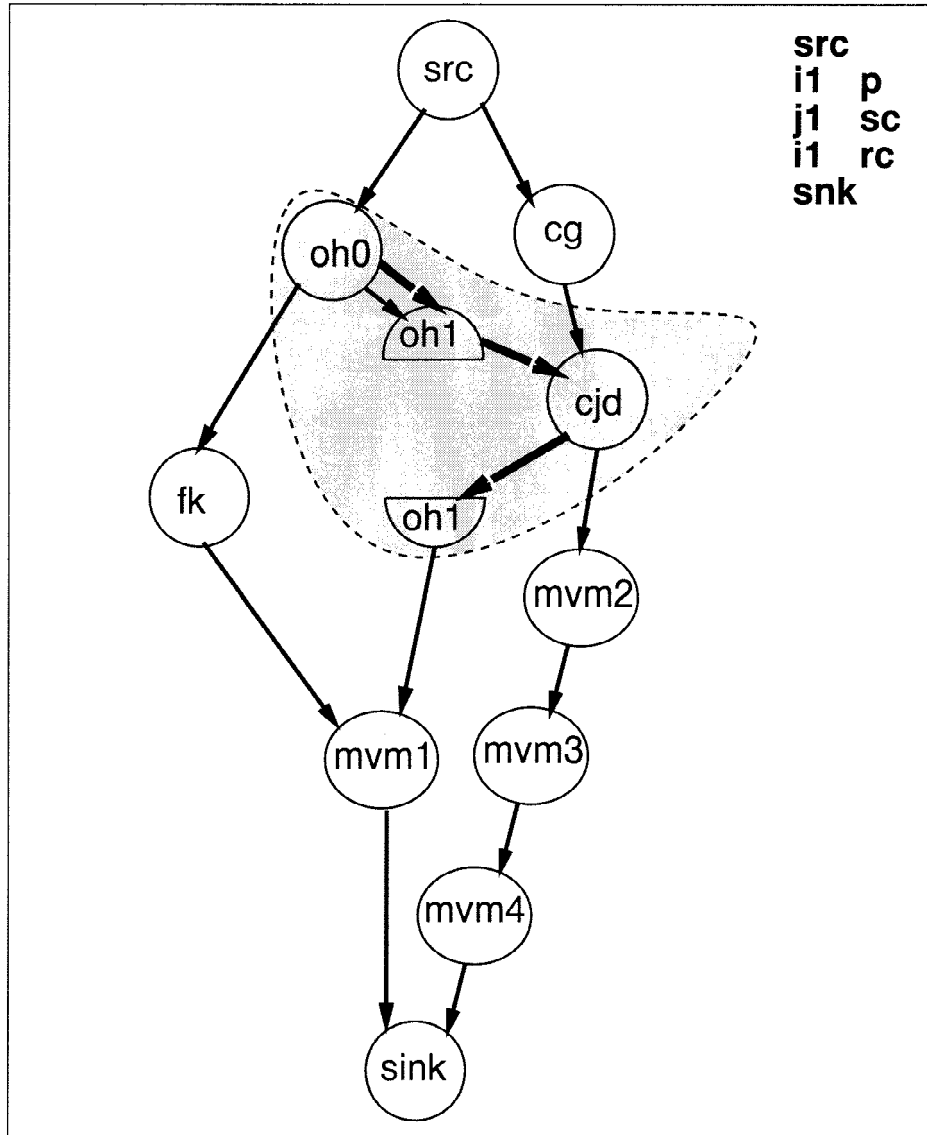 src
src
i1 p
j1 sc
i1 rc
snk
oh0
cg
oh1
cjd
fk
oh1
mvm2
mvm1
mvm3
mvm4
sink